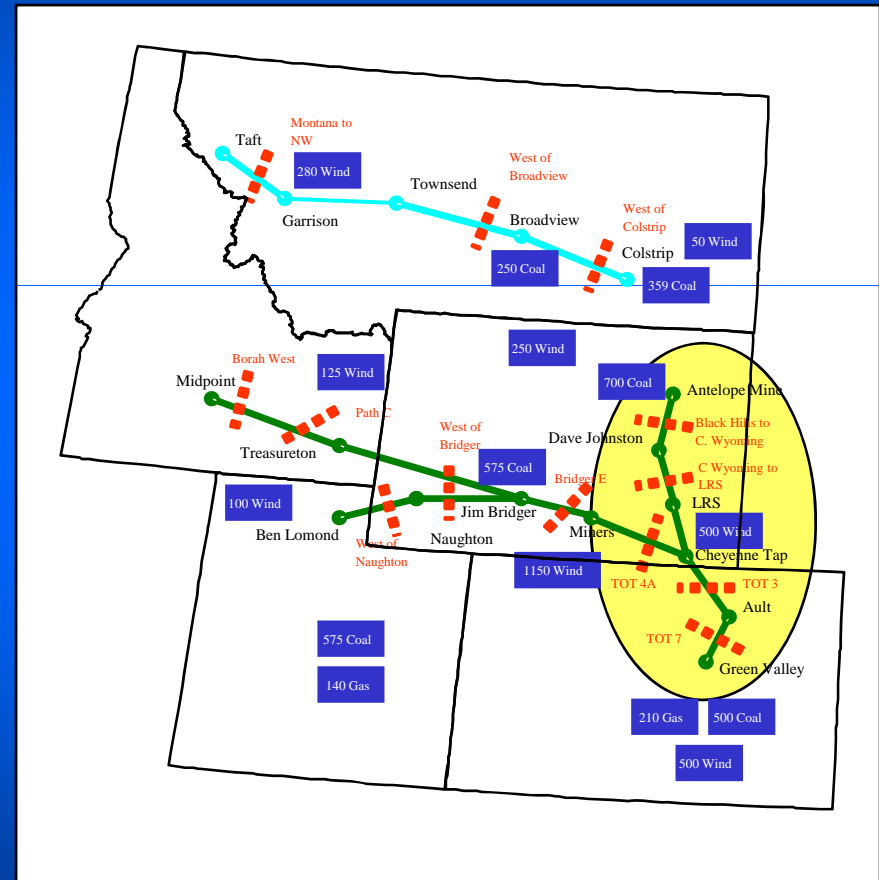 Montana to
NW
Taft
280 Wind
Garrison
Townsend
West of
Broadview
Broadview
250 Coal
West of
Colstrip
Colstrip
50 Wind
359 Coal
250 Wind
Borah West
125 Wind
Midpoint
Path C
Treasureton
700 Coal
Antelope Mine
Black Hills to
C. Wyoming
Dave Johnston
West of
Bridger
575 Coal
C Wyoming to
LRS
Bridger E
LRS
100 Wind
Ben Lomond
Jim Bridger
Miners
500 Wind
West of
Naughton
Naughton
Cheyenne Tap
1150 Wind
TOT 4A
TOT 3
Ault
TOT 7
Green Valley
575 Coal
140 Gas
210 Gas
500 Coal
500 Wind